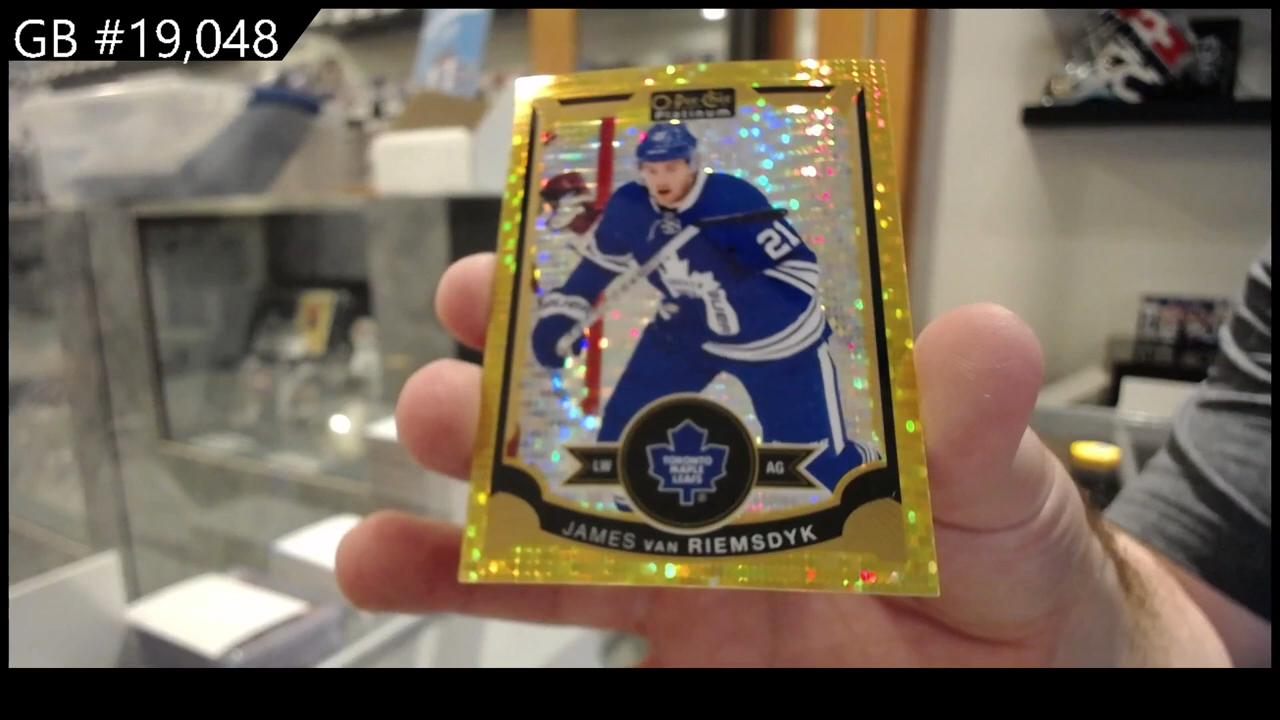 GB #19,048
O-Pee-Chee
Platinum
21
LW
TORONTO
MAPLE
LEAFS
AG
JAMES VAN RIEMSDYK